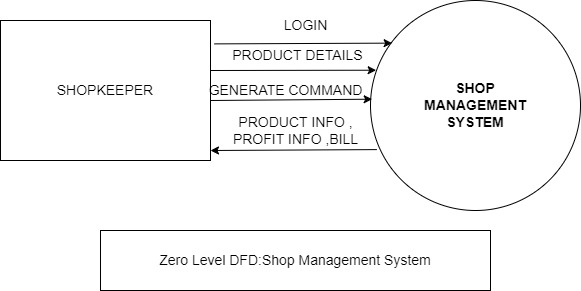 LOGIN
PRODUCT DETAILS
SHOPKEEPER
GENERATE COMMAND
SHOP
MANAGEMENT
SYSTEM
PRODUCT INFO ,
PROFIT INFO ,BILL
Zero Level DFD:Shop Management System